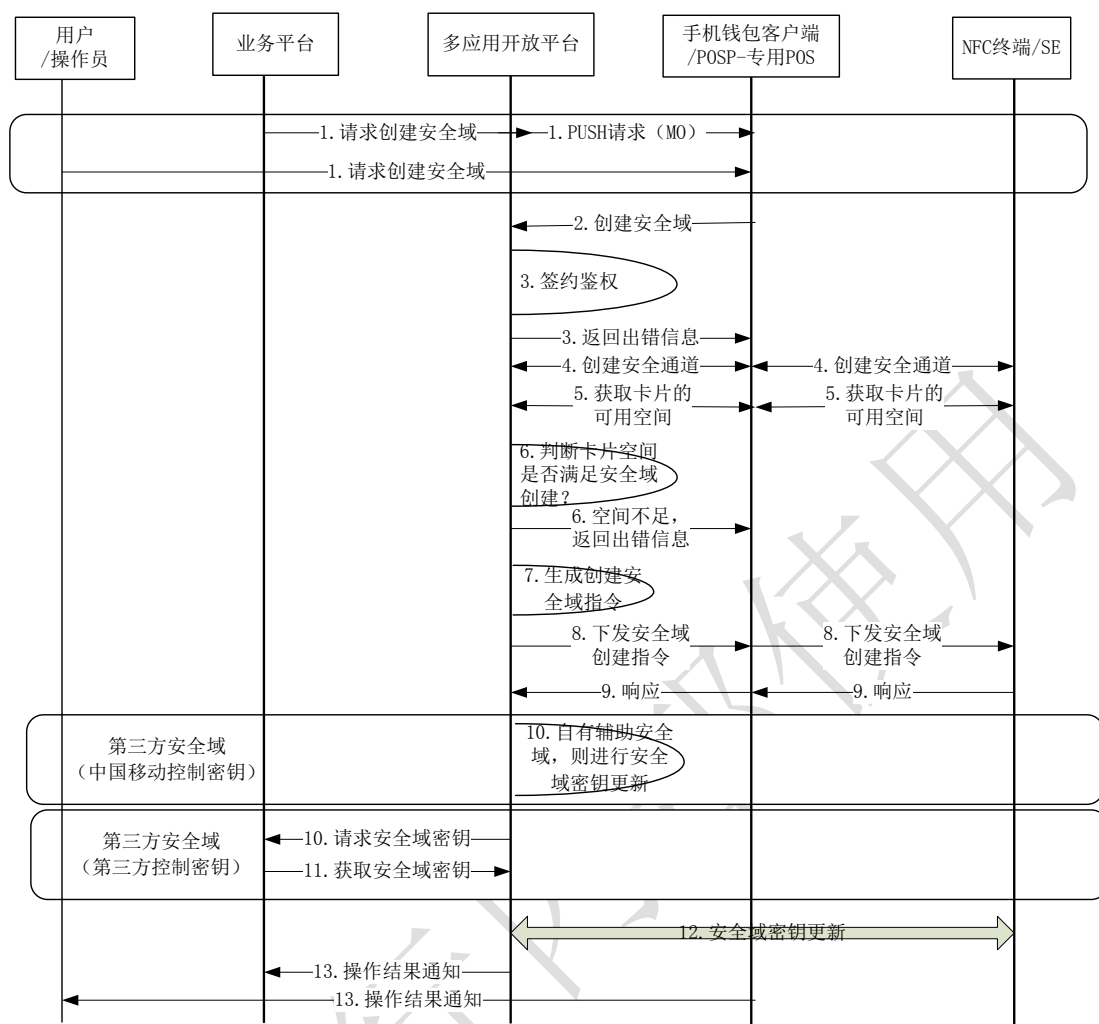 用户
/操作员
业务平台
多应用开放平台
手机钱包客户端
/POSP-专用POS
NFC终端/SE
1.请求创建安全域
1.PUSH请求（MO）
1.请求创建安全域
2.创建安全域
3.签约鉴权
3.返回出错信息
4.创建安全通道
4.创建安全通道
5.获取卡片的
可用空间
5.获取卡片的
可用空间
6.判断卡片空间
是否满足安全域
创建？
6.空间不足，
返回出错信息
7.生成创建安
全域指令
8.下发安全域
创建指令
8.下发安全域
创建指令
9.响应
9.响应
第三方安全域
（中国移动控制密钥）
10.自有辅助安全
域，则进行安全
域密钥更新
第三方安全域
（第三方控制密钥）
10.请求安全域密钥
11.获取安全域密钥
12.安全域密钥更新
13.操作结果通知
13.操作结果通知
使用